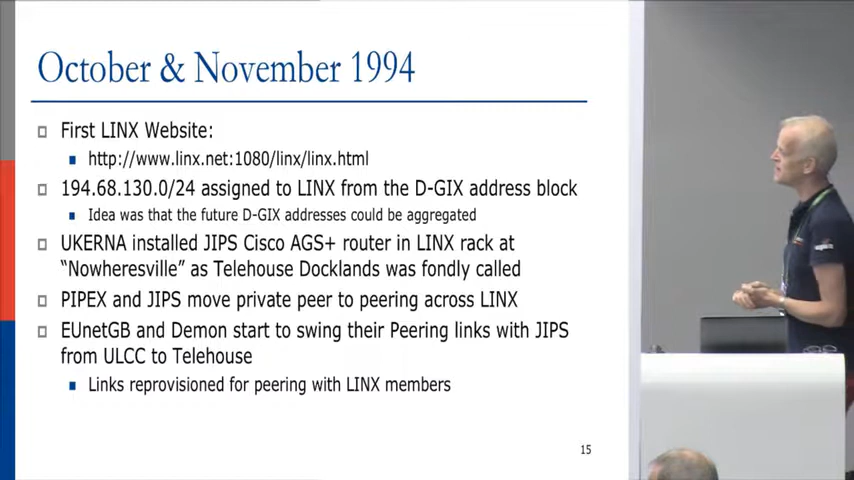 October & November 1994
First LINX Website:
http://www.linx.net:1080/linx/linx.html
194.68.130.0/24 assigned to LINX from the D-GIX address block
Idea was that the future D-GIX addresses could be aggregated
UKERNA installed JIPS Cisco AGS+ router in LINX rack at
“Nowheresville” as Telehouse Docklands was fondly called
PIPEX and JIPS move private peer to peering across LINX
EUnetGB and Demon start to swing their Peering links with JIPS
from ULCC to Telehouse
Links reprovisioned for peering with LINX members
15